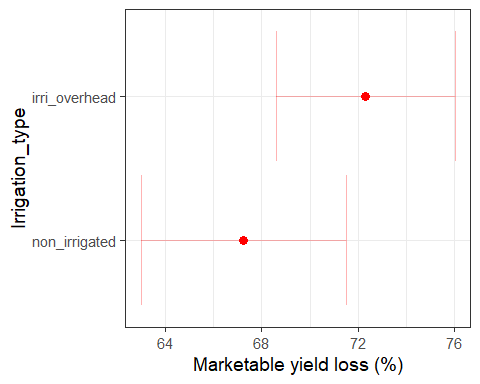 Irrigation_type
irri_overhead
non_irrigated
64 68 72 76
Marketable yield loss (%)